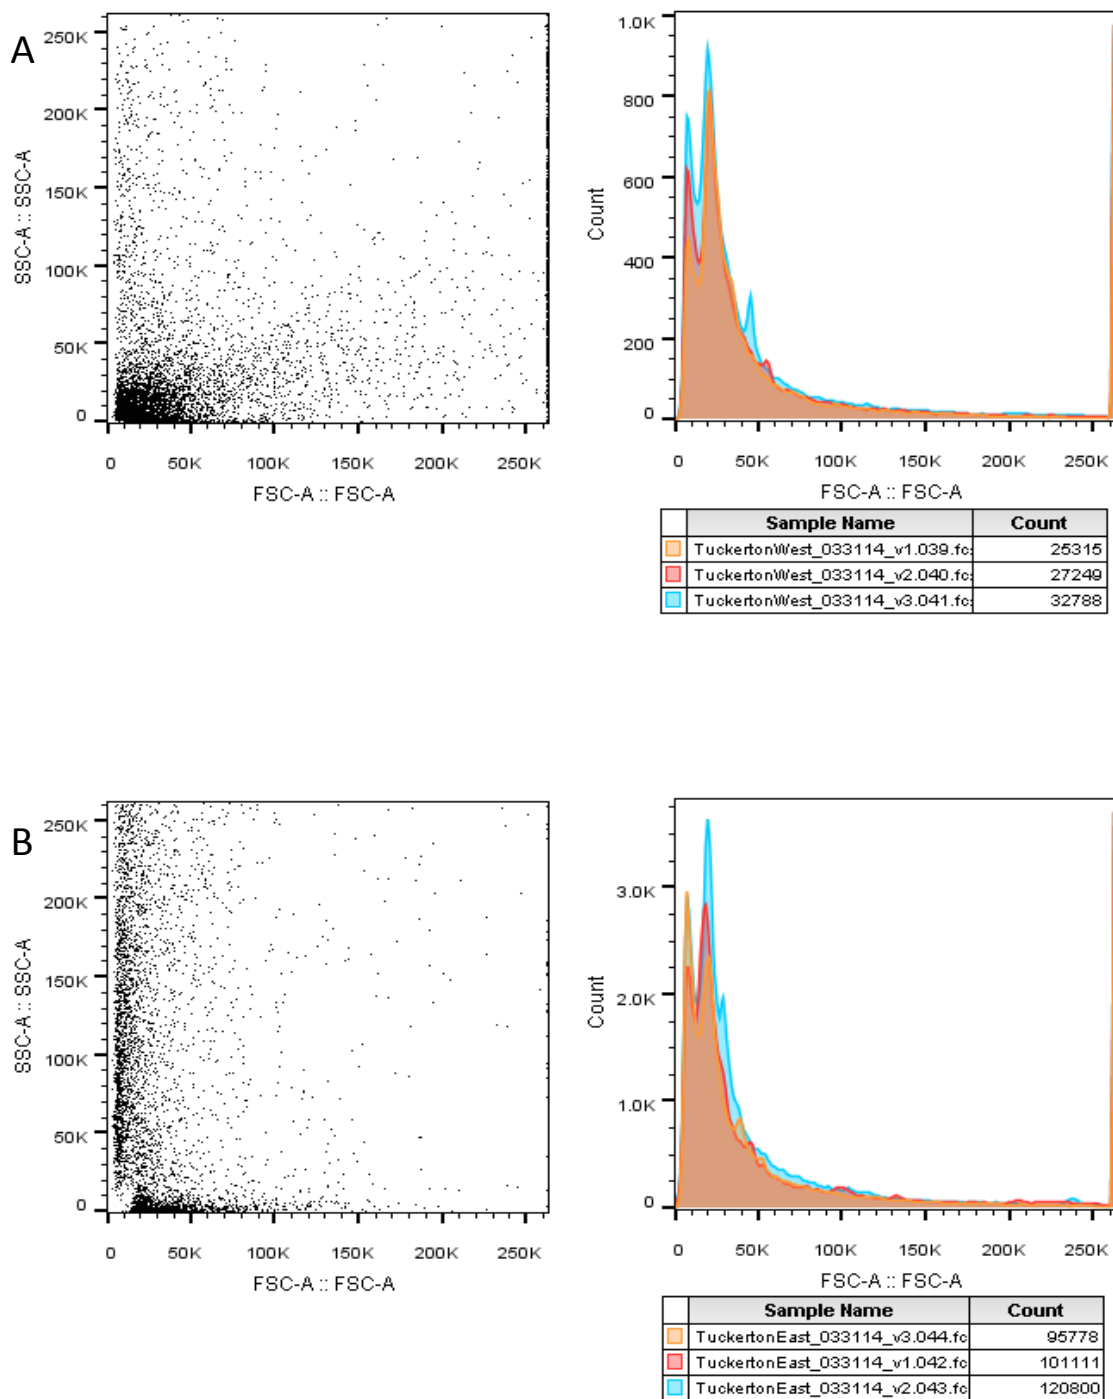 A
250K
200K
150K
100K
50K
0
SSC-A :: SSC-A
0 50K 100K 150K 200K 250K
FSC-A :: FSC-A
1.0K
800
600
400
200
0
Count
0 50K 100K 150K 200K 250K
FSC-A :: FSC-A
Sample Name Count
TuckertonWest_033114_v1.039.fc 25315
TuckertonWest_033114_v2.040.fc 27249
TuckertonWest_033114_v3.041.fc 32788
B
250K
200K
150K
100K
50K
0
SSC-A :: SSC-A
0 50K 100K 150K 200K 250K
FSC-A :: FSC-A
3.0K
2.0K
1.0K
0
Count
0 50K 100K 150K 200K 250K
FSC-A :: FSC-A
Sample Name Count
TuckertonEast_033114_v3.044.fc 95778
TuckertonEast_033114_v1.042.fc 101111
TuckertonEast_033114_v2.043.fc 120800